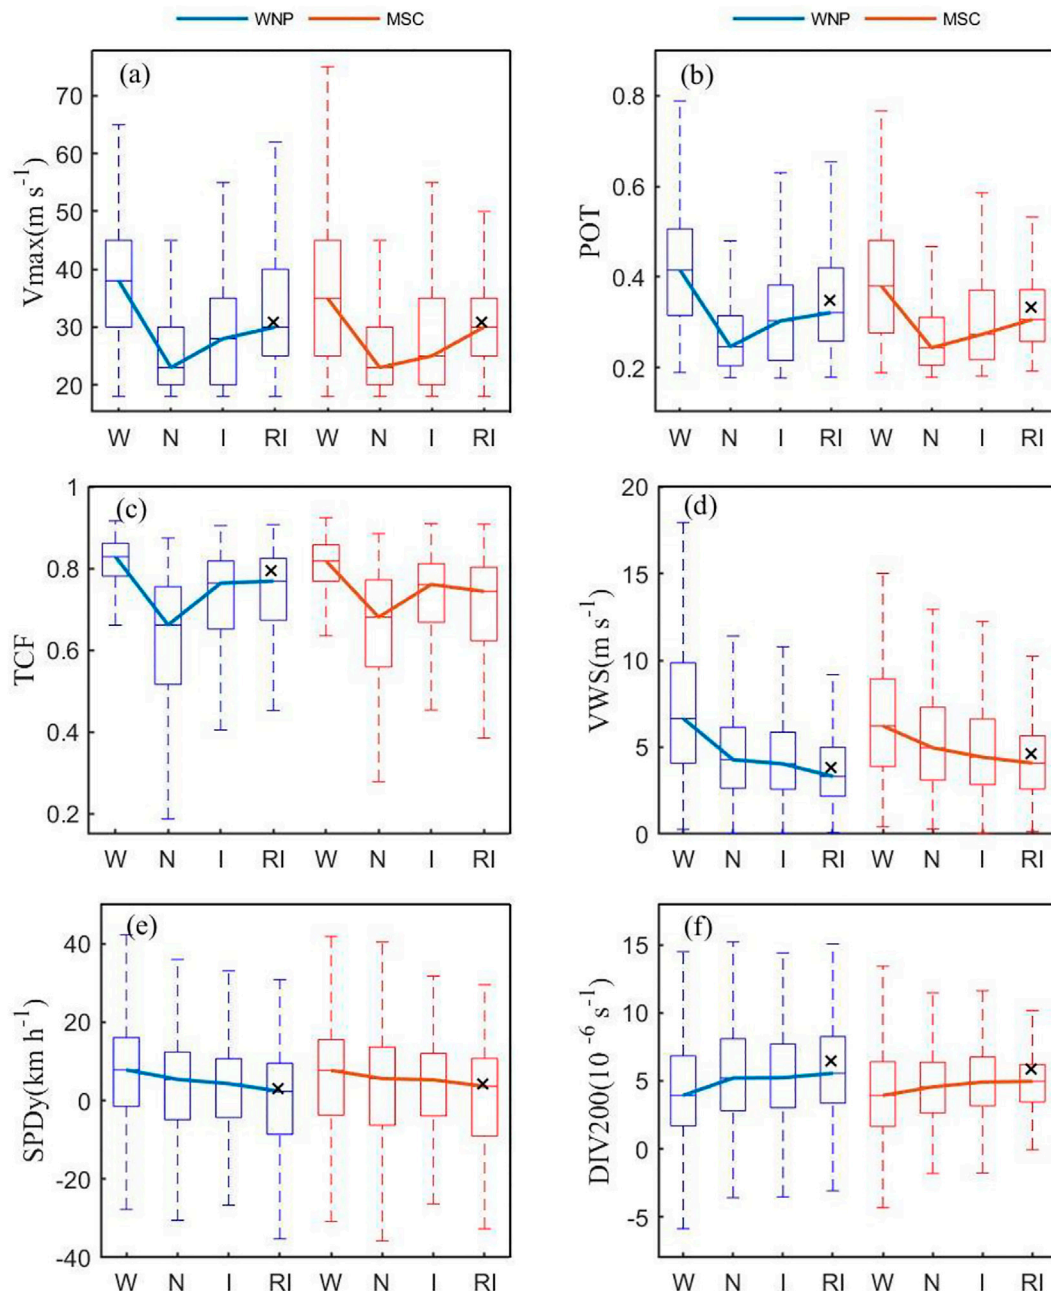 WNP MSC WNP MSC
(a) (b)
Vmax(m s⁻¹)
70
60
50
40
30
20
W N I RI W N I RI
POT
0.8
0.6
0.4
0.2
W N I RI W N I RI
(c) (d)
TCF
1
0.8
0.6
0.4
0.2
W N I RI W N I RI
VWS(m s⁻¹)
20
15
10
5
0
W N I RI W N I RI
(e) (f)
SPDy(km h⁻¹)
40
20
0
-20
-40
W N I RI W N I RI
DIV200(10⁻⁶ s⁻¹)
15
10
5
0
-5
W N I RI W N I RI